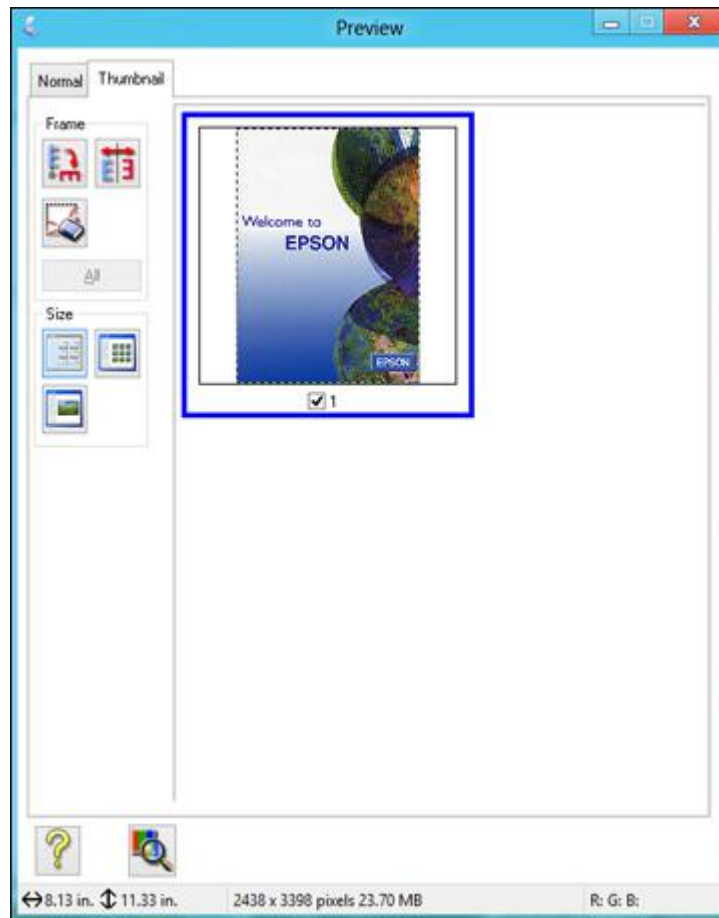 Preview
Normal Thumbnail
Frame
All
Size
Welcome to
EPSON
EPSON
1
8.13 in. 11.33 in. 2438 x 3398 pixels 23.70 MB R: G: B: